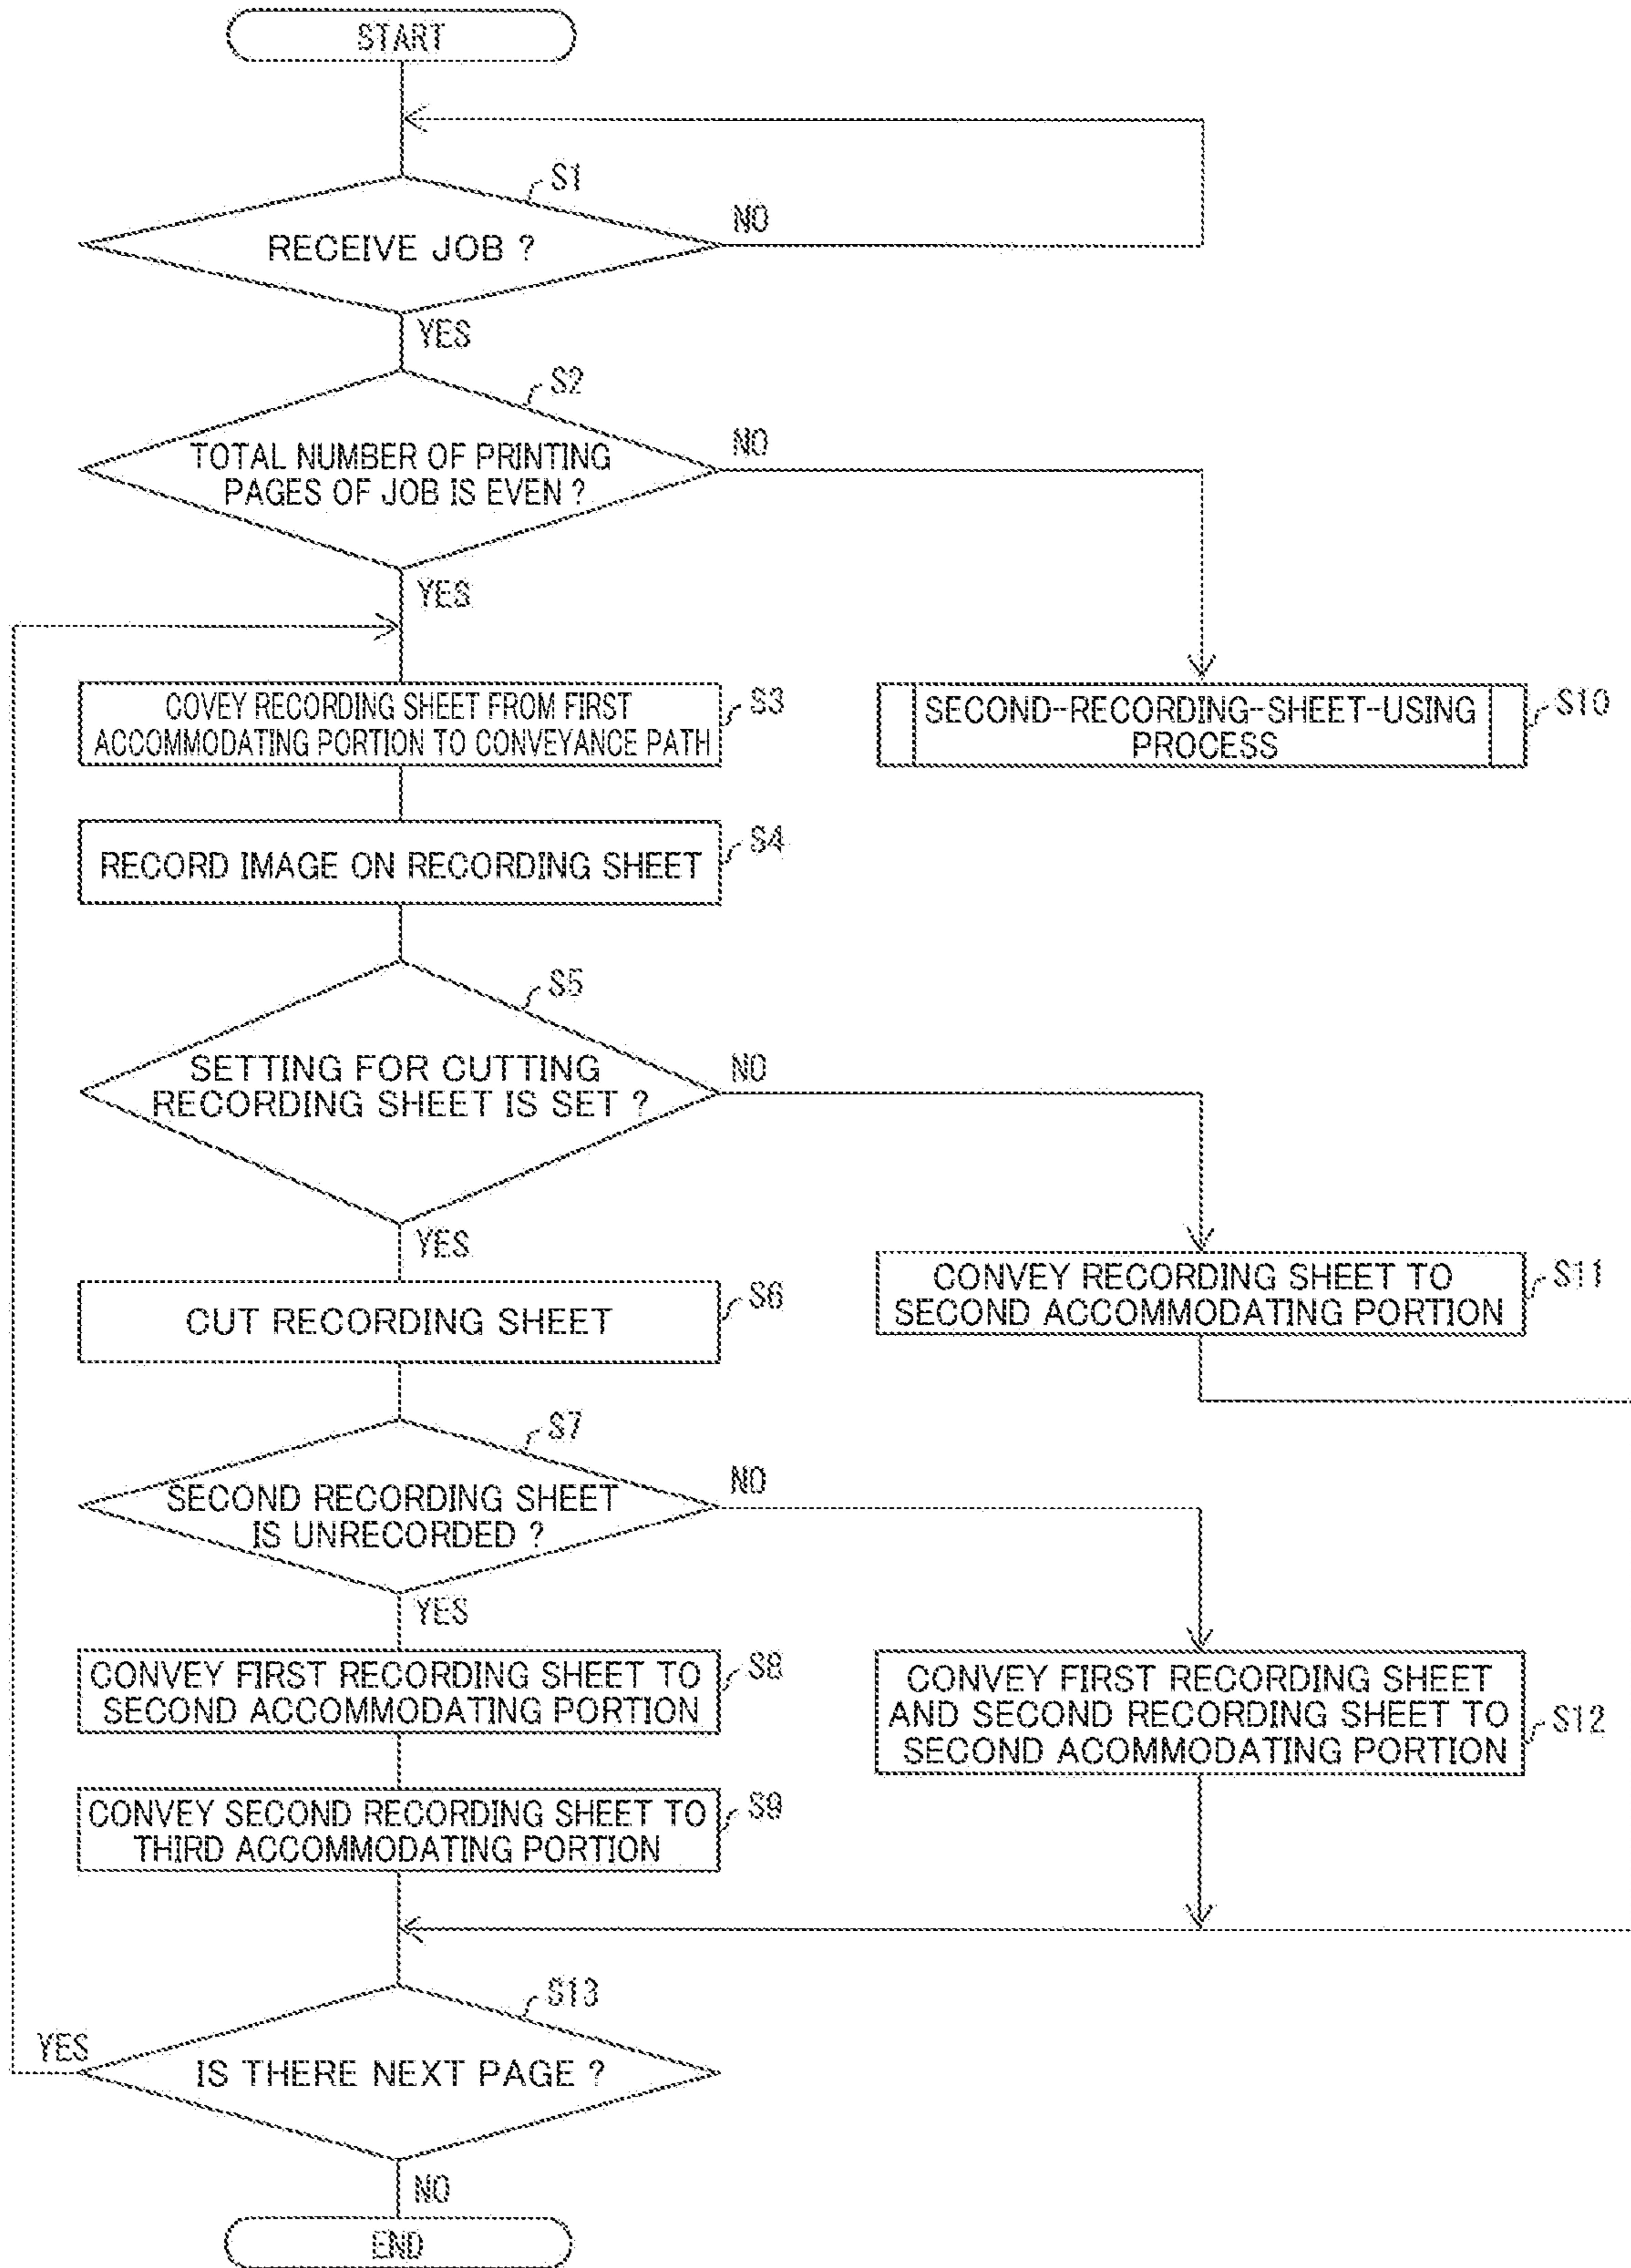 START
S1
RECEIVE JOB ?
NO
YES
S2
TOTAL NUMBER OF PRINTING
PAGES OF JOB IS EVEN ?
NO
YES
COVEY RECORDING SHEET FROM FIRST
ACCOMMODATING PORTION TO CONVEYANCE PATH
S3
SECOND-RECORDING-SHEET-USING
PROCESS
S10
RECORD IMAGE ON RECORDING SHEET
S4
S5
SETTING FOR CUTTING
RECORDING SHEET IS SET ?
NO
YES
CUT RECORDING SHEET
S6
CONVEY RECORDING SHEET TO
SECOND ACCOMMODATING PORTION
S11
S7
SECOND RECORDING SHEET
IS UNRECORDED ?
NO
YES
CONVEY FIRST RECORDING SHEET TO
SECOND ACCOMMODATING PORTION
S8
CONVEY FIRST RECORDING SHEET
AND SECOND RECORDING SHEET TO
SECOND ACOMMODATING PORTION
S12
CONVEY SECOND RECORDING SHEET TO
THIRD ACCOMMODATING PORTION
S9
S13
YES
IS THERE NEXT PAGE ?
NO
END